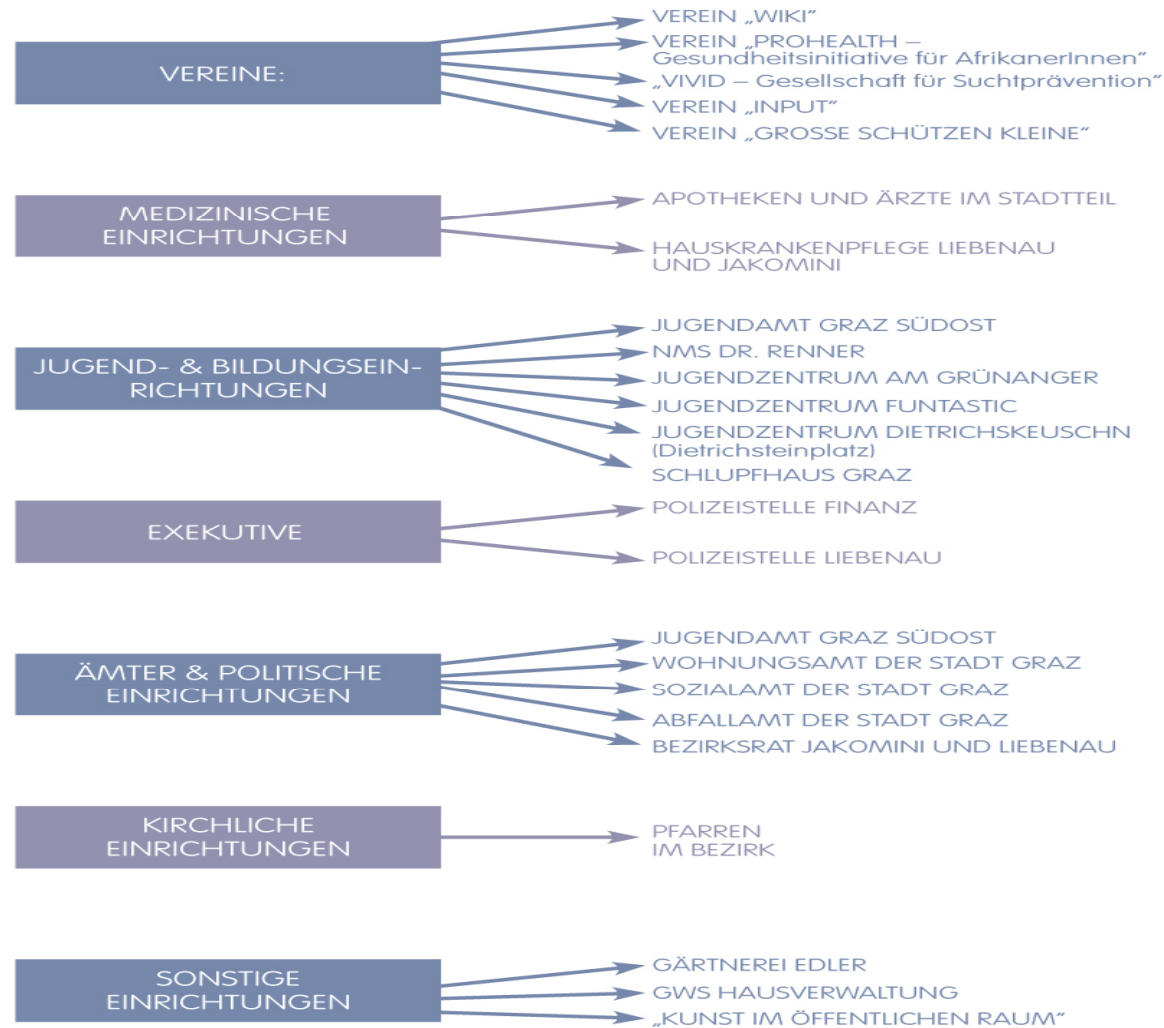 VEREINE:
VEREIN „WIKI“
VEREIN „PROHEALTH –
Gesundheitsinitiative für AfrikanerInnen“
„VIVID – Gesellschaft für Suchtprävention“
VEREIN „INPUT“
VEREIN „GROSSE SCHÜTZEN KLEINE“
MEDIZINISCHE
EINRICHTUNGEN
APOTHEKEN UND ÄRZTE IM STADTTEIL
HAUSKRANKENPFLEGE LIEBENAU
UND JAKOMINI
JUGEND- & BILDUNGSEIN-
RICHTUNGEN
JUGENDAMT GRAZ SÜDOST
NMS DR. RENNER
JUGENDZENTRUM AM GRÜNANGER
JUGENDZENTRUM FUNTASTIC
JUGENDZENTRUM DIETRICHSKEUSCHN
(Dietrichsteinplatz)
SCHLUPFHAUS GRAZ
EXEKUTIVE
POLIZEISTELLE FINANZ
POLIZEISTELLE LIEBENAU
ÄMTER & POLITISCHE
EINRICHTUNGEN
JUGENDAMT GRAZ SÜDOST
WOHNUNGSAMT DER STADT GRAZ
SOZIALAMT DER STADT GRAZ
ABFALLAMT DER STADT GRAZ
BEZIRKSRAT JAKOMINI UND LIEBENAU
KIRCHLICHE
EINRICHTUNGEN
PFARREN
IM BEZIRK
SONSTIGE
EINRICHTUNGEN
GÄRTNEREI EDLER
GWS HAUSVERWALTUNG
„KUNST IM ÖFFENTLICHEN RAUM“